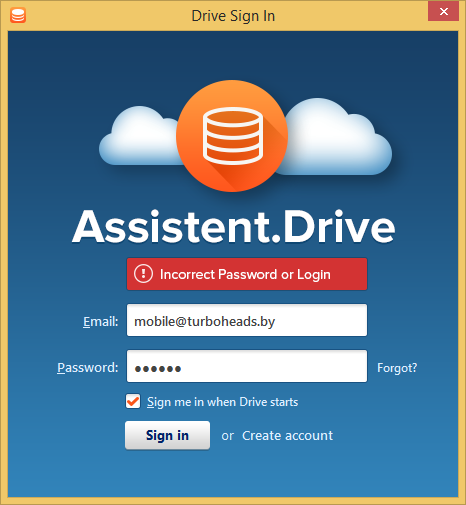 Drive Sign In
Assistent.Drive
Incorrect Password or Login
Email: mobile@turboheads.by
Password: ●●●●●● Forgot?
Sign me in when Drive starts
Sign in or Create account